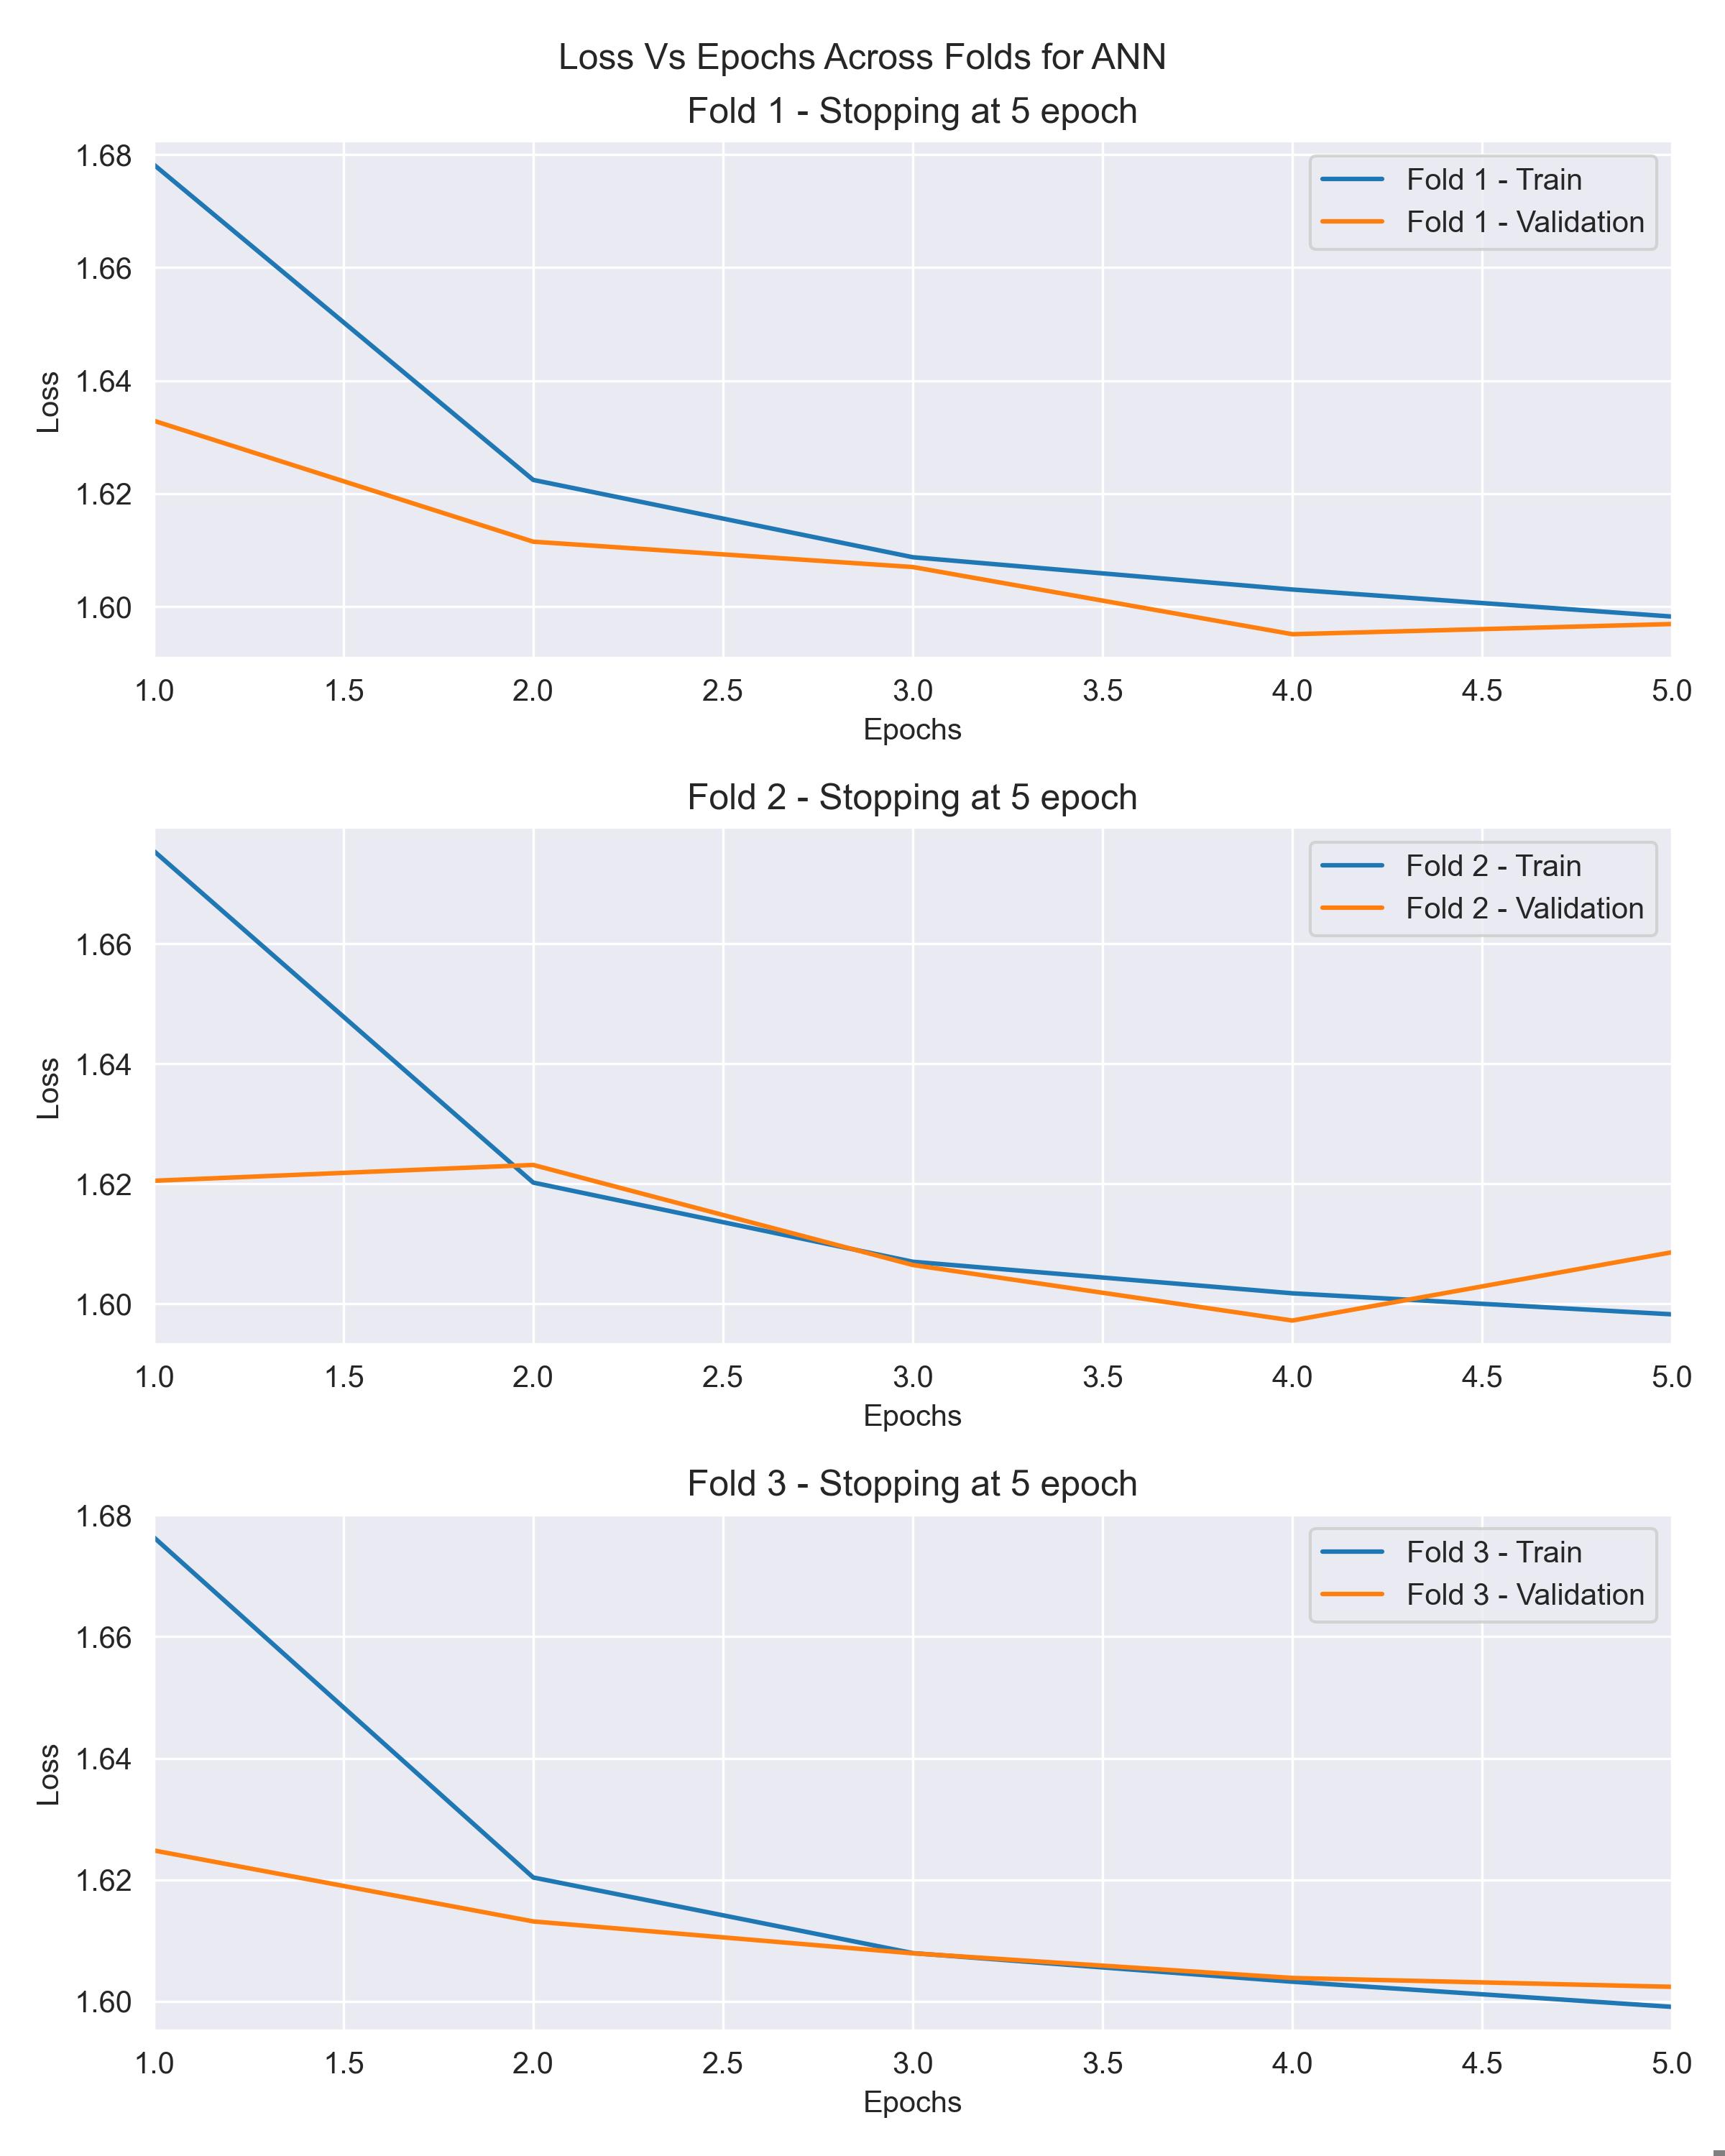 Loss Vs Epochs Across Folds for ANN
Fold 1 - Stopping at 5 epoch
1.68
1.66
1.64
1.62
1.60
Loss
Fold 1 - Train
Fold 1 - Validation
1.0 1.5 2.0 2.5 3.0 3.5 4.0 4.5 5.0
Epochs
Fold 2 - Stopping at 5 epoch
1.66
1.64
1.62
1.60
Loss
Fold 2 - Train
Fold 2 - Validation
1.0 1.5 2.0 2.5 3.0 3.5 4.0 4.5 5.0
Epochs
Fold 3 - Stopping at 5 epoch
1.68
1.66
1.64
1.62
1.60
Loss
Fold 3 - Train
Fold 3 - Validation
1.0 1.5 2.0 2.5 3.0 3.5 4.0 4.5 5.0
Epochs